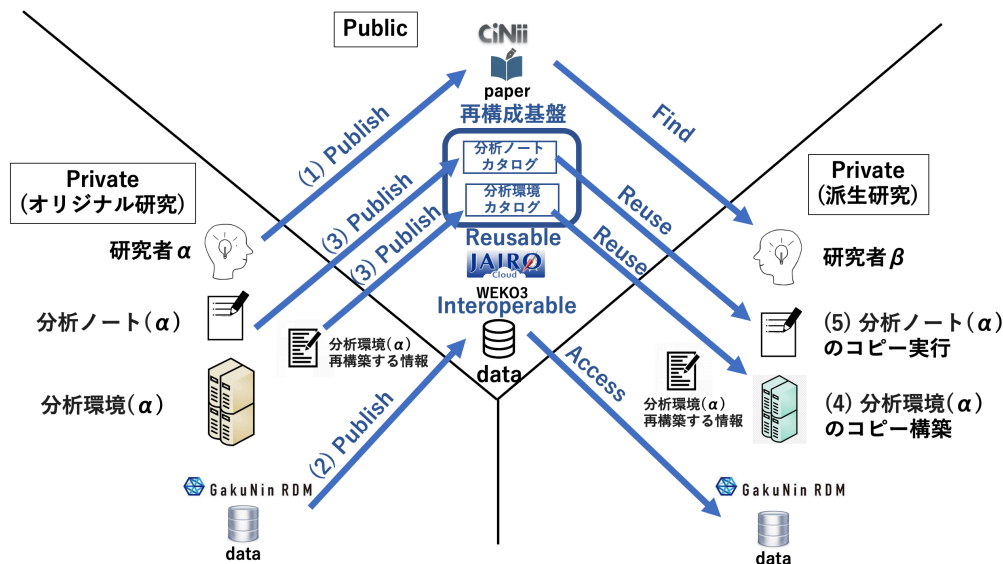 Public
CiNii
paper
再構成基盤
分析ノート
カタログ
分析環境
カタログ
Reusable
JAIRO
Cloud
WEKO3
Interoperable
data
Private
(オリジナル研究)
研究者α
分析ノート(α)
分析環境(α)
GakuNin RDM
data
(1) Publish
(3) Publish
(3) Publish
分析環境(α)
再構築する情報
(2) Publish
Find
Reuse
Reuse
Access
Private
(派生研究)
研究者β
(5) 分析ノート(α)
のコピー実行
分析環境(α)
再構築する情報
(4) 分析環境(α)
のコピー構築
GakuNin RDM
data